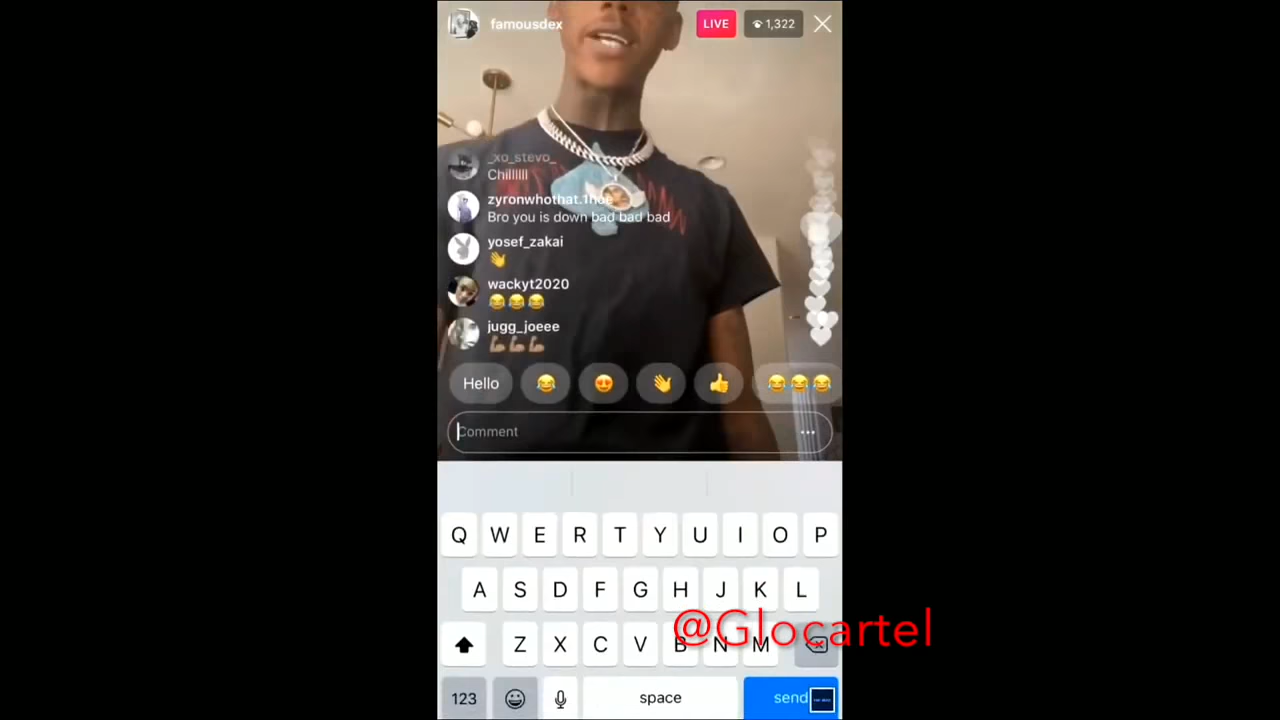 famousdex
LIVE
1,322
_xo_stevo_
Chillllll
zyronwhothat.1hoe
Bro you is down bad bad bad
yosef_zakai
👋
wackyt2020
😂😂😂
jugg_joeee
💪🏽💪🏽💪🏽
Hello 😂 😍 👋 👍 😂😂😂
Comment
Q W E R T Y U I O P
A S D F G H J K L
@Glocartel
Z X C V B N M
123 space send